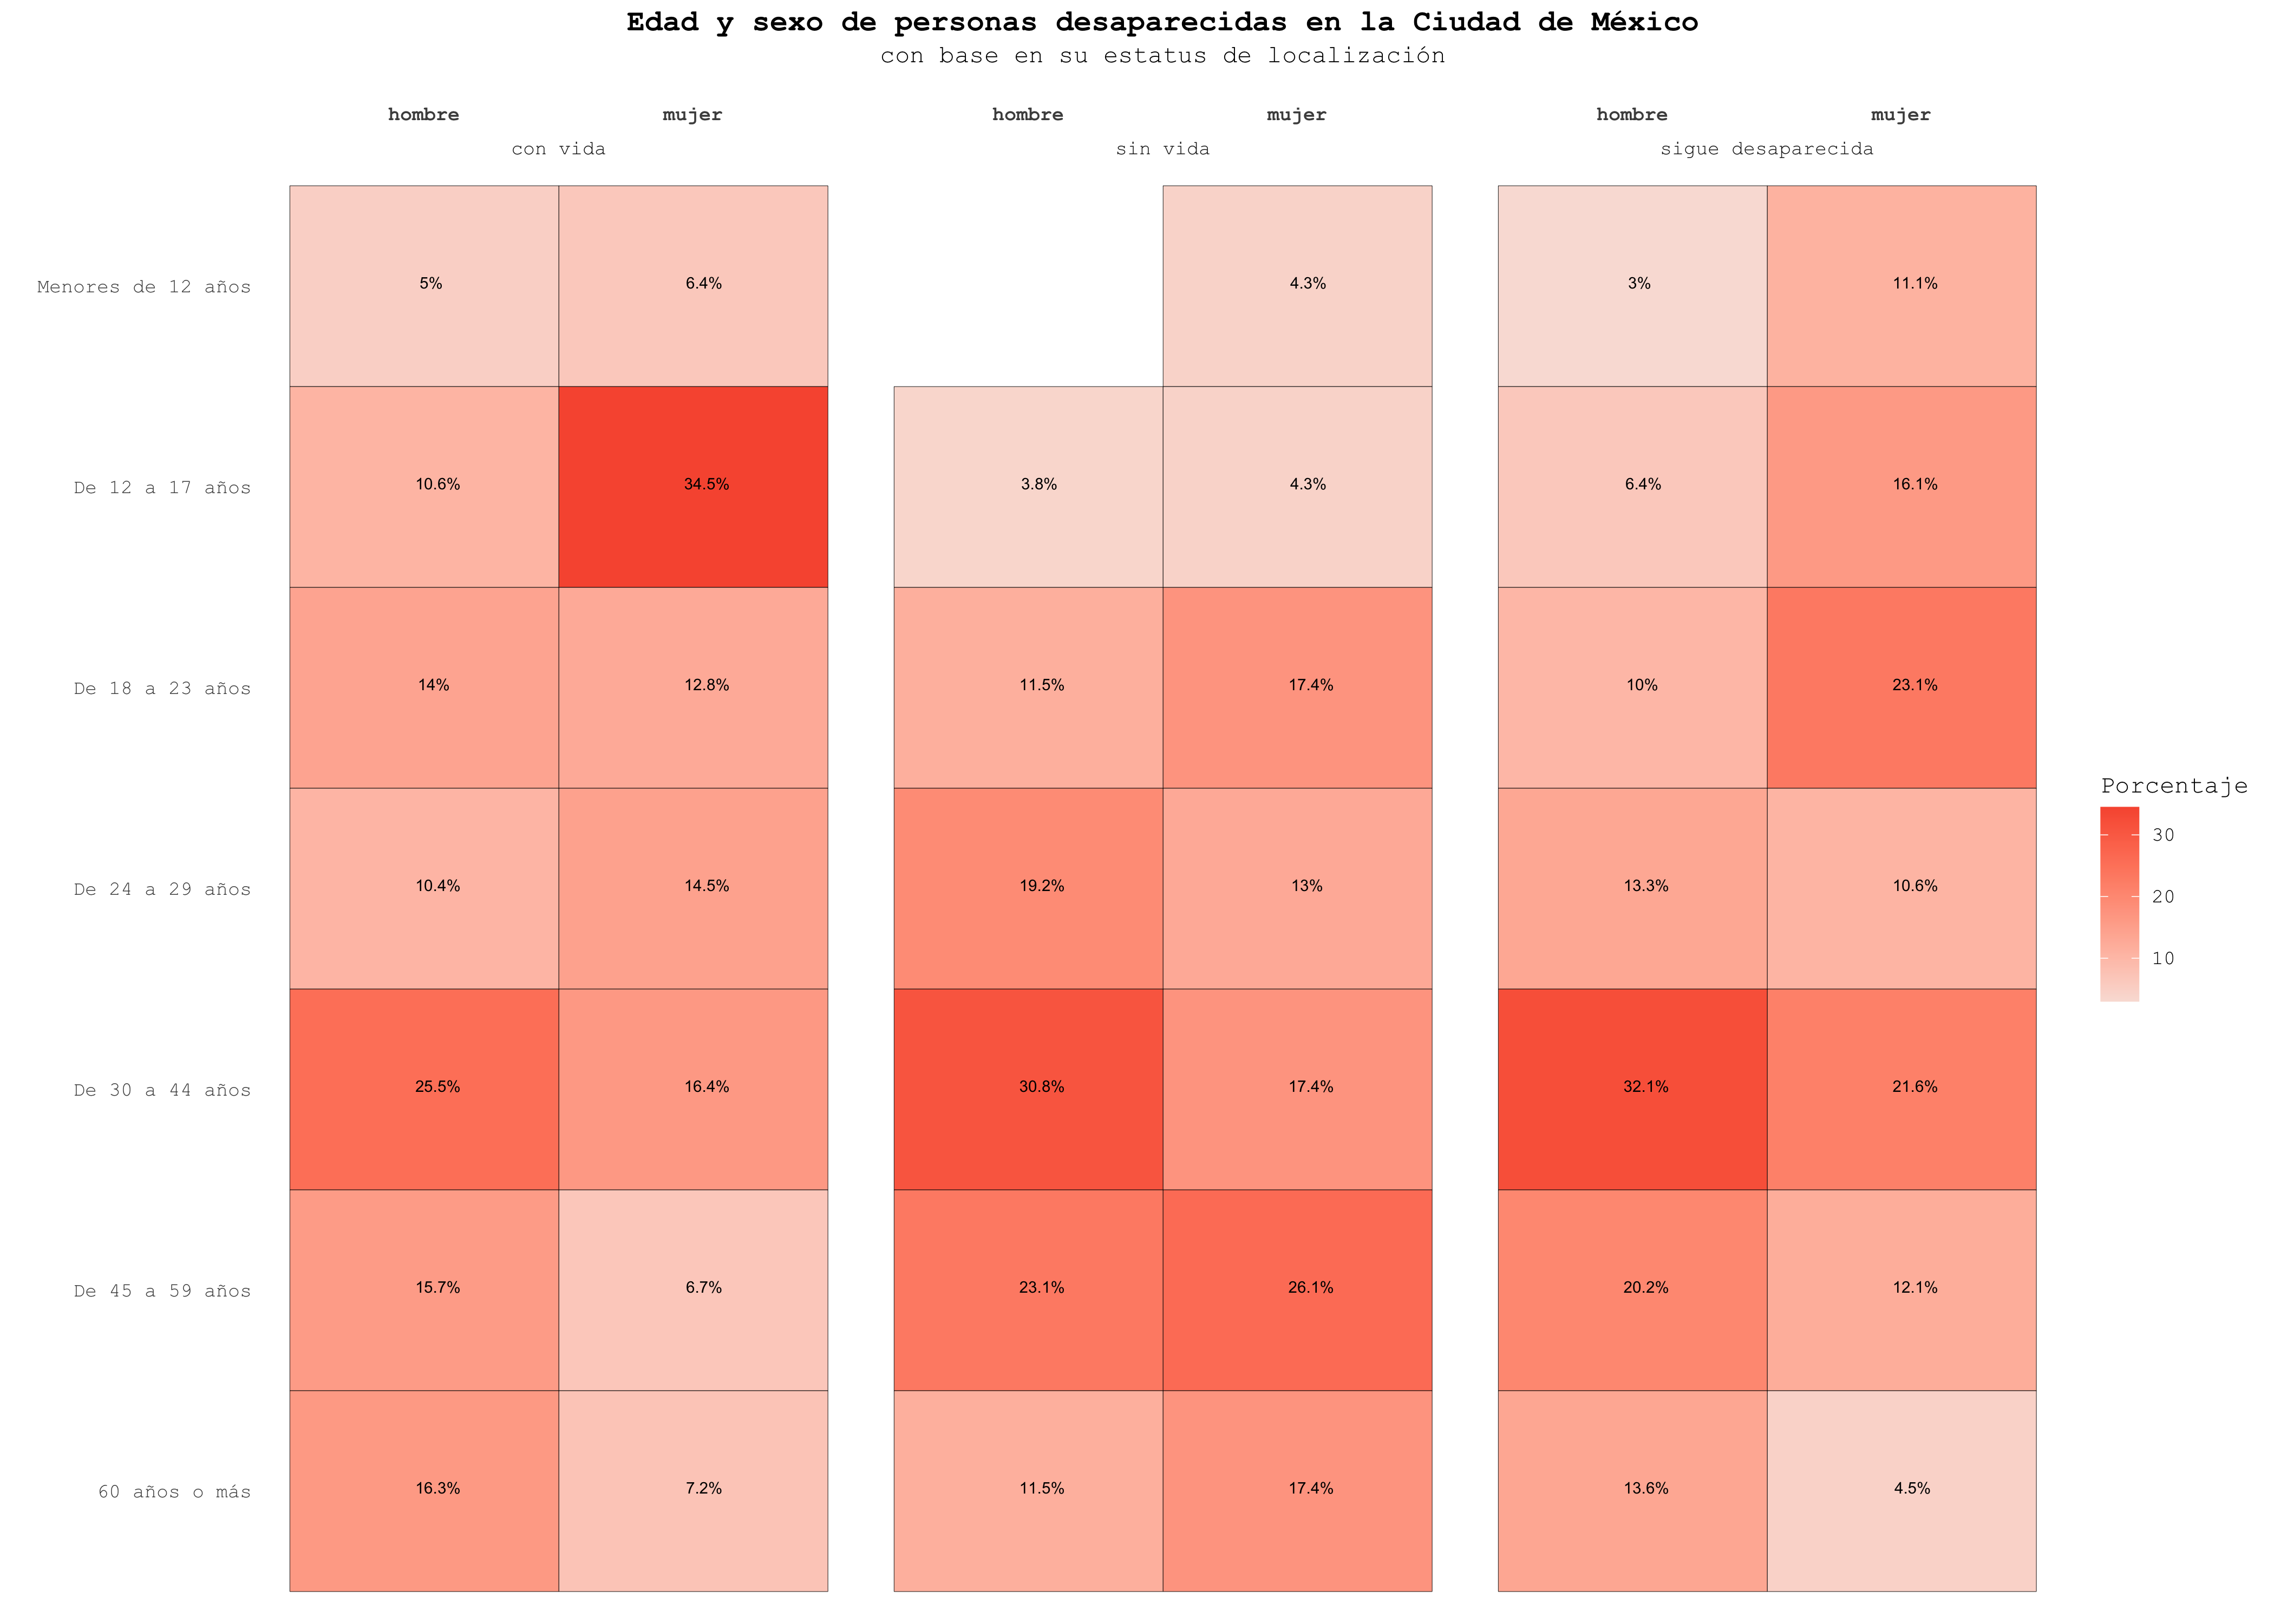 Edad y sexo de personas desaparecidas en la Ciudad de México
con base en su estatus de localización
hombre mujer hombre mujer hombre mujer
con vida sin vida sigue desaparecida
Menores de 12 años 5% 6.4% 4.3% 3% 11.1%
De 12 a 17 años 10.6% 34.5% 3.8% 4.3% 6.4% 16.1%
De 18 a 23 años 14% 12.8% 11.5% 17.4% 10% 23.1%
De 24 a 29 años 10.4% 14.5% 19.2% 13% 13.3% 10.6%
De 30 a 44 años 25.5% 16.4% 30.8% 17.4% 32.1% 21.6%
De 45 a 59 años 15.7% 6.7% 23.1% 26.1% 20.2% 12.1%
60 años o más 16.3% 7.2% 11.5% 17.4% 13.6% 4.5%
Porcentaje
30
20
10